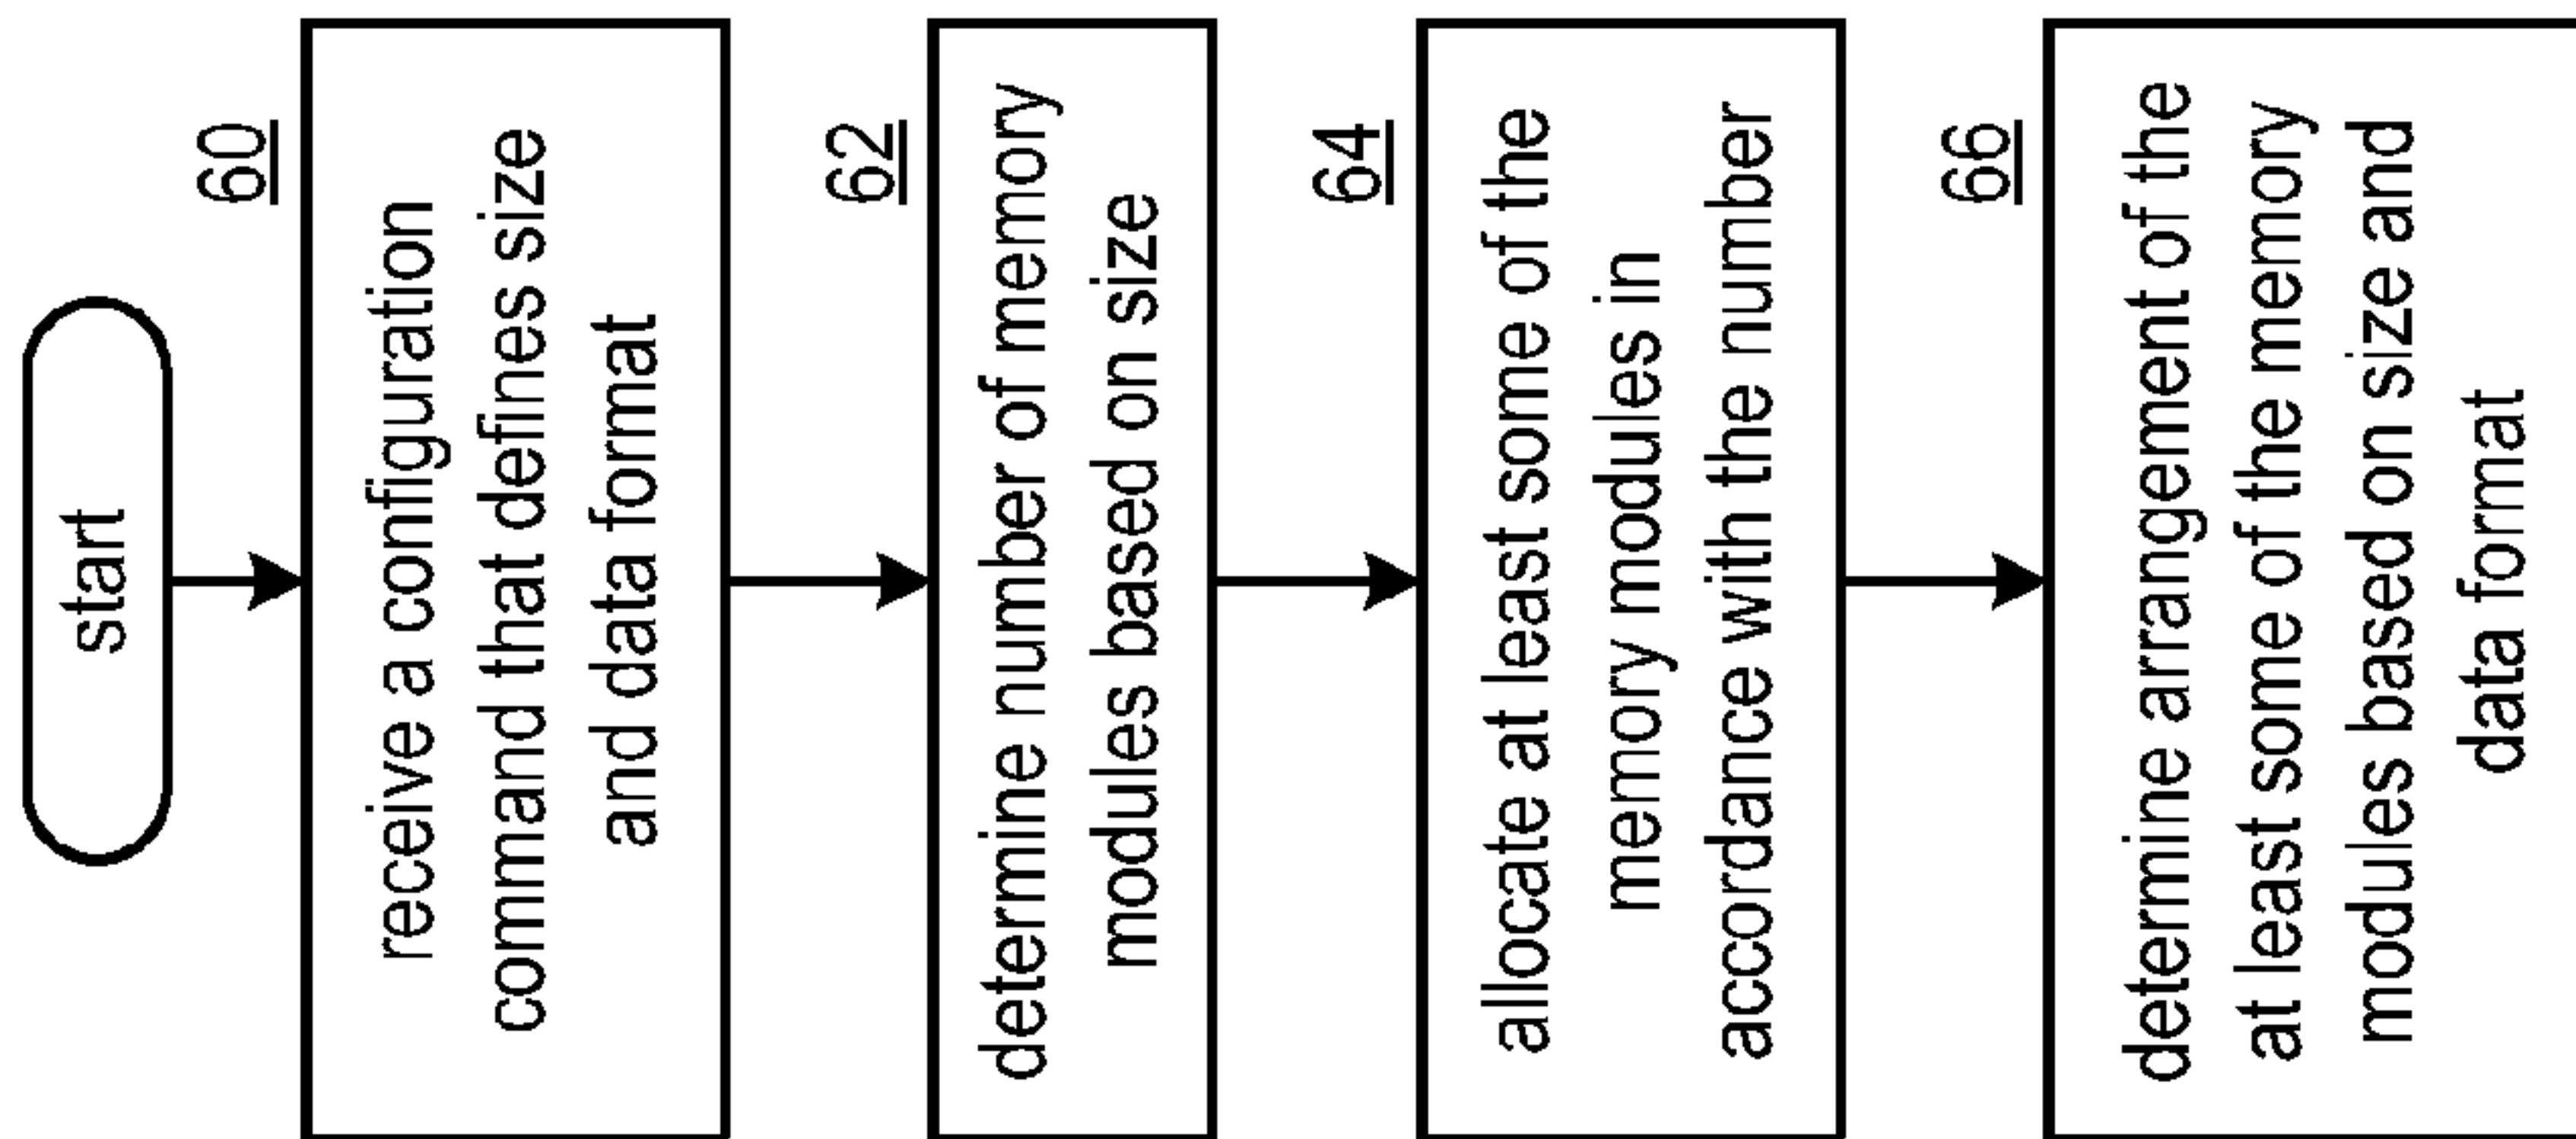 start
60
receive a configuration
command that defines size
and data format
62
determine number of memory
modules based on size
64
allocate at least some of the
memory modules in
accordance with the number
66
determine arrangement of the
at least some of the memory
modules based on size and
data format